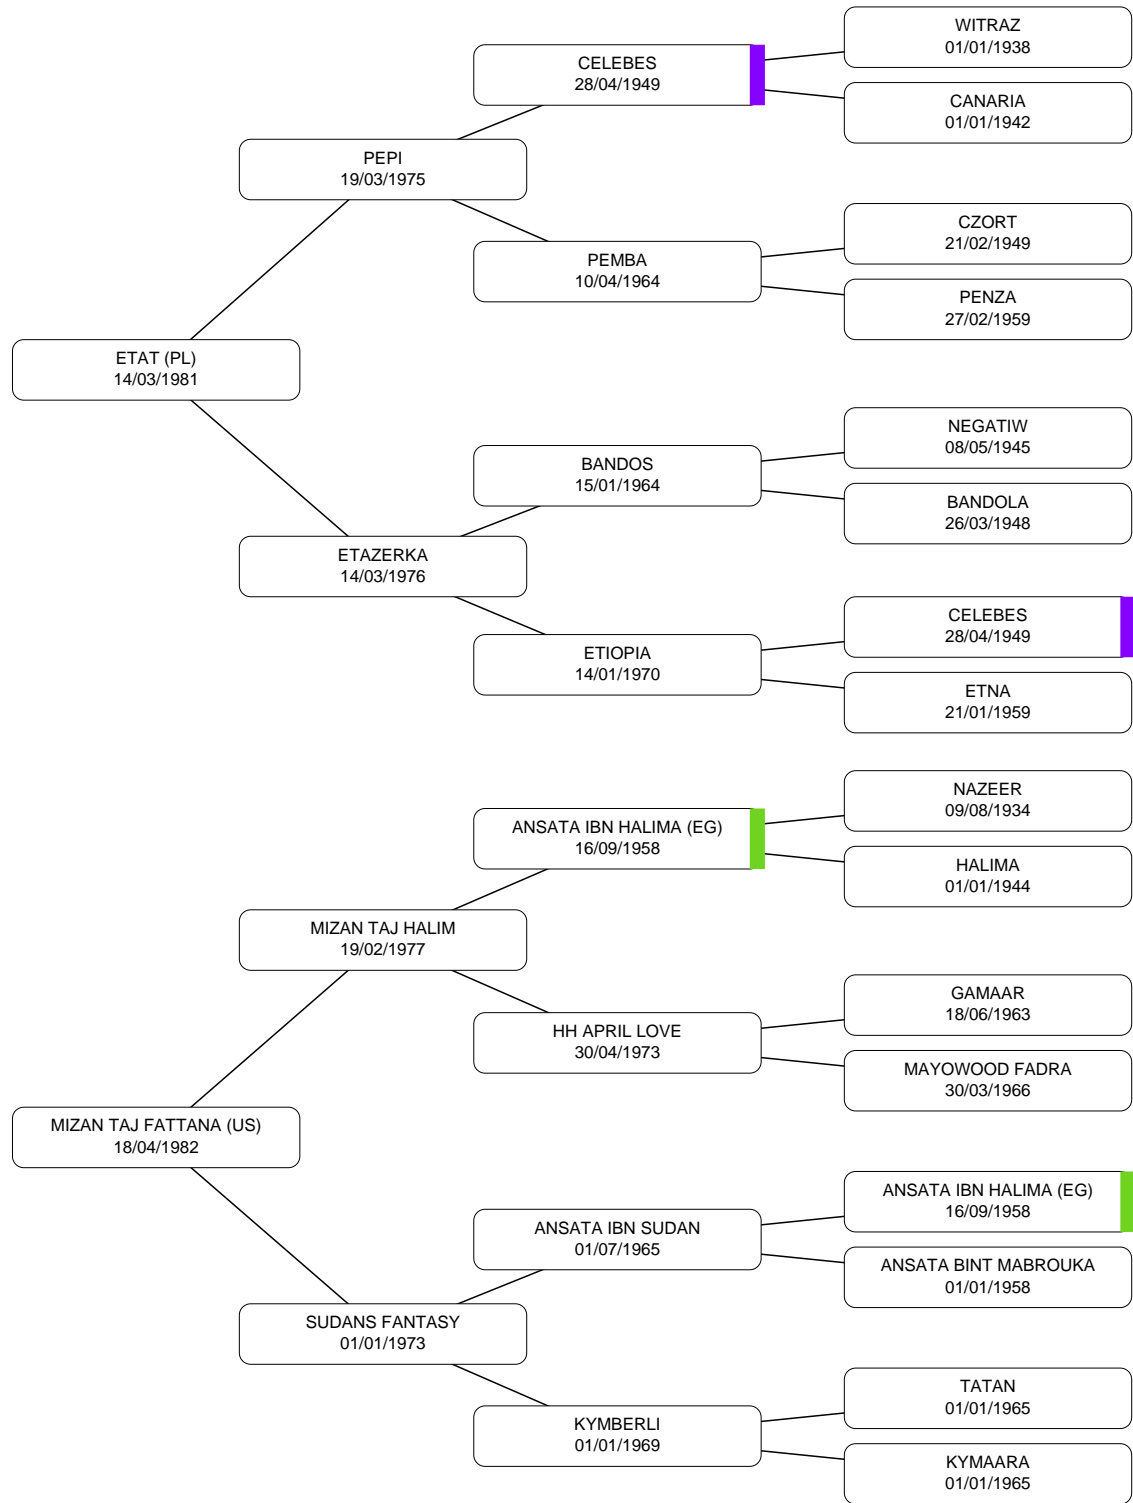 WITRAZ
01/01/1938
CELEBES
28/04/1949
CANARIA
01/01/1942
PEPI
19/03/1975
CZORT
21/02/1949
PEMBA
10/04/1964
PENZA
27/02/1959
ETAT (PL)
14/03/1981
NEGATIW
08/05/1945
BANDOS
15/01/1964
BANDOLA
26/03/1948
ETAZERKA
14/03/1976
CELEBES
28/04/1949
ETIOPIA
14/01/1970
ETNA
21/01/1959
NAZEER
09/08/1934
ANSATA IBN HALIMA (EG)
16/09/1958
HALIMA
01/01/1944
MIZAN TAJ HALIM
19/02/1977
GAMAAR
18/06/1963
HH APRIL LOVE
30/04/1973
MAYOWOOD FADRA
30/03/1966
MIZAN TAJ FATTANA (US)
18/04/1982
ANSATA IBN HALIMA (EG)
16/09/1958
ANSATA IBN SUDAN
01/07/1965
ANSATA BINT MABROUKA
01/01/1958
SUDANS FANTASY
01/01/1973
TATAN
01/01/1965
KYMBERLI
01/01/1969
KYMAARA
01/01/1965